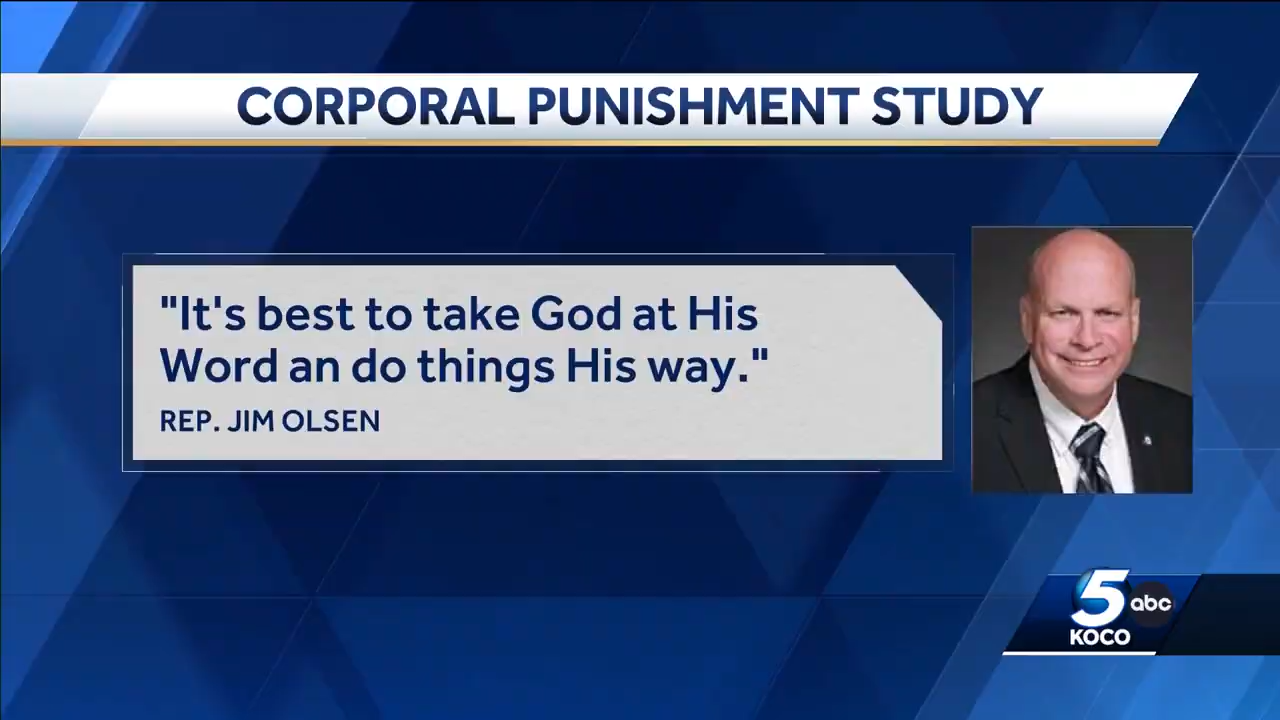 CORPORAL PUNISHMENT STUDY
"It's best to take God at His
Word an do things His way."
REP. JIM OLSEN
5 abc
KOCO